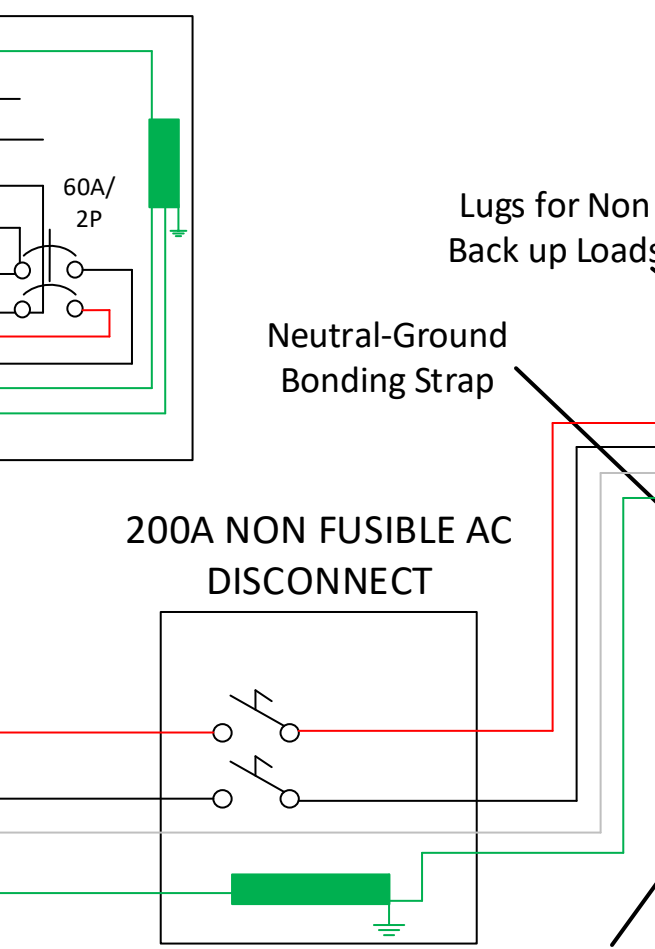 60A/
2P
Lugs for Non
Back up Loads
Neutral-Ground
Bonding Strap
200A NON FUSIBLE AC
DISCONNECT